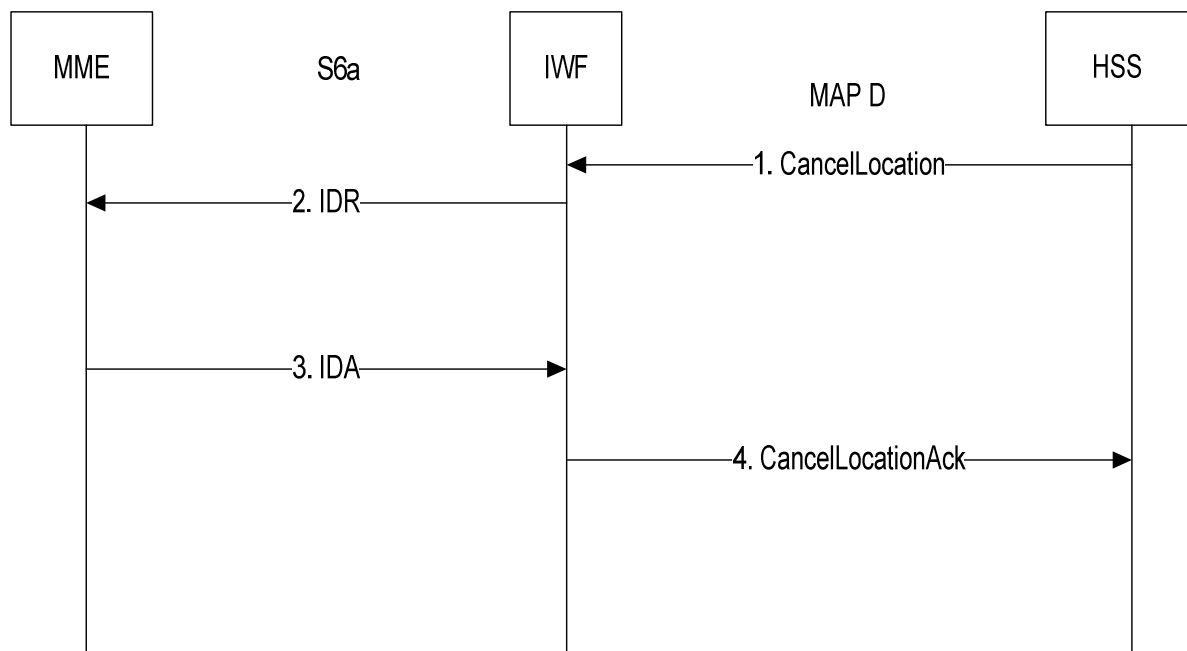 MME
S6a
IWF
MAP D
HSS
1. CancelLocation
2. IDR
3. IDA
4. CancelLocationAck